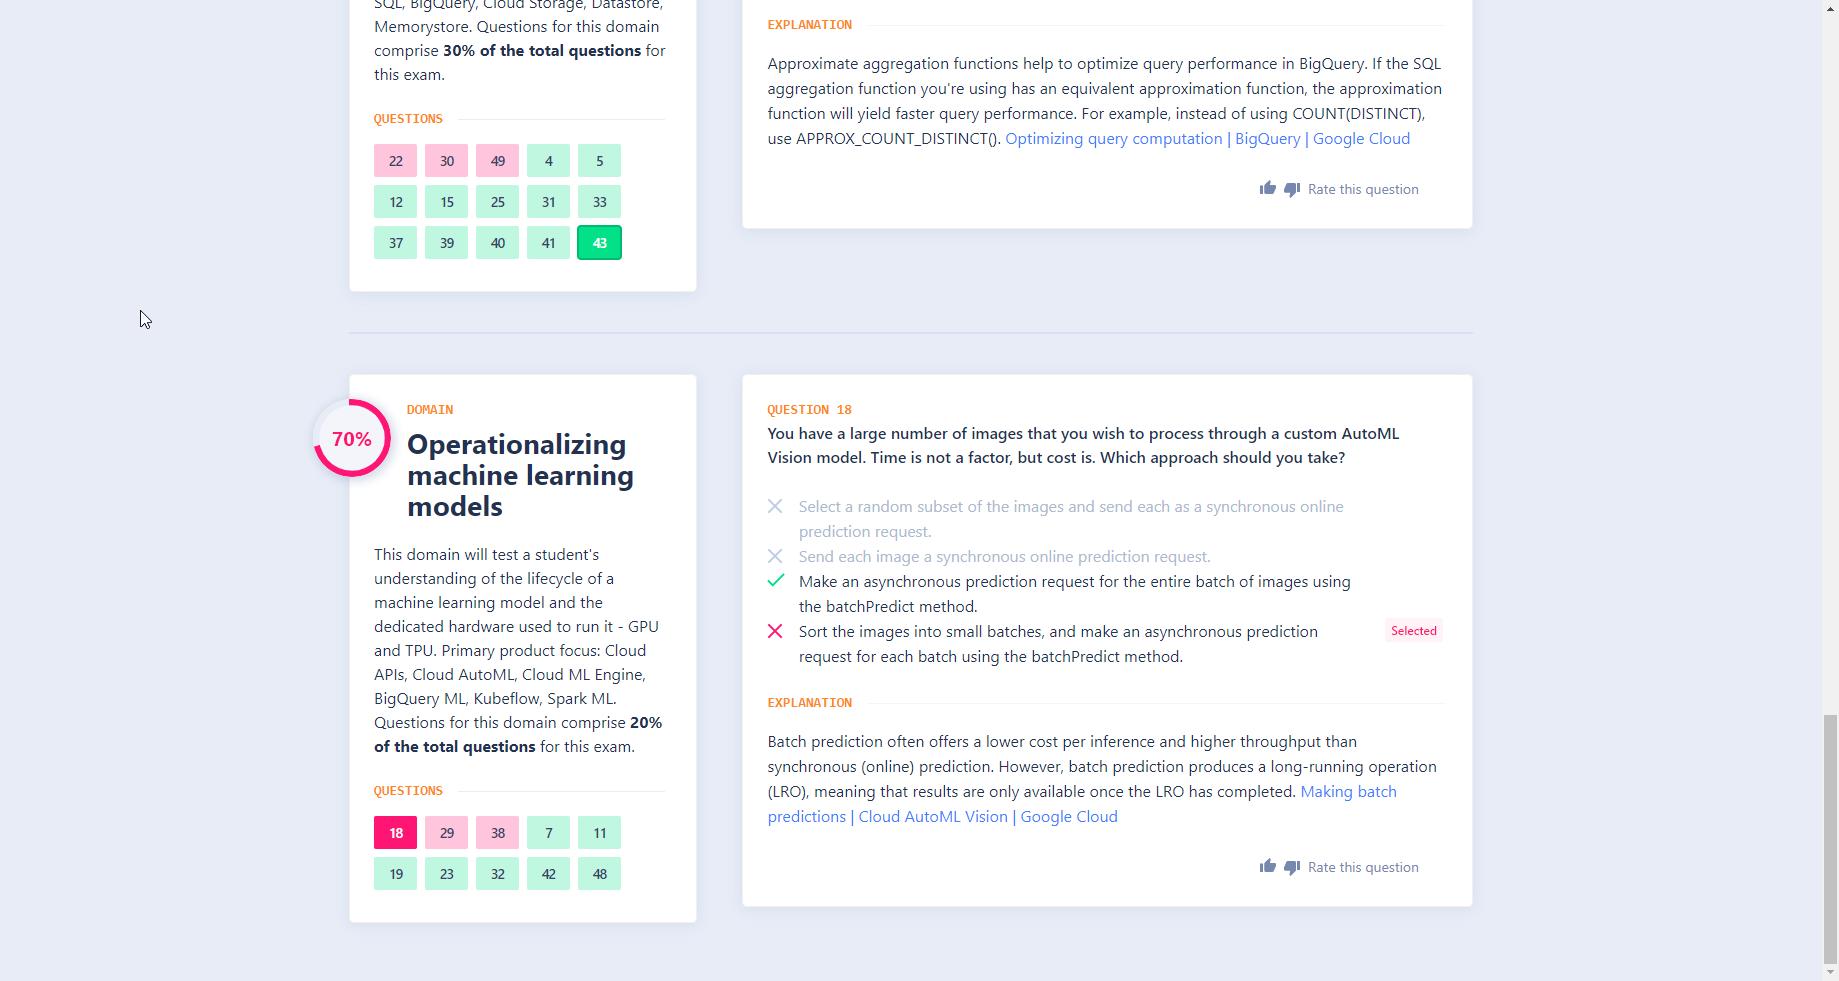 SQL, BigQuery, Cloud Storage, Datastore,
Memorystore. Questions for this domain
comprise 30% of the total questions for
this exam.
QUESTIONS
22 30 49 4 5
12 15 25 31 33
37 39 40 41 43
EXPLANATION
Approximate aggregation functions help to optimize query performance in BigQuery. If the SQL
aggregation function you're using has an equivalent approximation function, the approximation
function will yield faster query performance. For example, instead of using COUNT(DISTINCT),
use APPROX_COUNT_DISTINCT(). Optimizing query computation | BigQuery | Google Cloud
Rate this question
70%
DOMAIN
Operationalizing
machine learning
models
This domain will test a student's
understanding of the lifecycle of a
machine learning model and the
dedicated hardware used to run it - GPU
and TPU. Primary product focus: Cloud
APIs, Cloud AutoML, Cloud ML Engine,
BigQuery ML, Kubeflow, Spark ML.
Questions for this domain comprise 20%
of the total questions for this exam.
QUESTIONS
18 29 38 7 11
19 23 32 42 48
QUESTION 18
You have a large number of images that you wish to process through a custom AutoML
Vision model. Time is not a factor, but cost is. Which approach should you take?
Select a random subset of the images and send each as a synchronous online
prediction request.
Send each image a synchronous online prediction request.
Make an asynchronous prediction request for the entire batch of images using
the batchPredict method.
Sort the images into small batches, and make an asynchronous prediction
request for each batch using the batchPredict method.
Selected
EXPLANATION
Batch prediction often offers a lower cost per inference and higher throughput than
synchronous (online) prediction. However, batch prediction produces a long-running operation
(LRO), meaning that results are only available once the LRO has completed. Making batch
predictions | Cloud AutoML Vision | Google Cloud
Rate this question